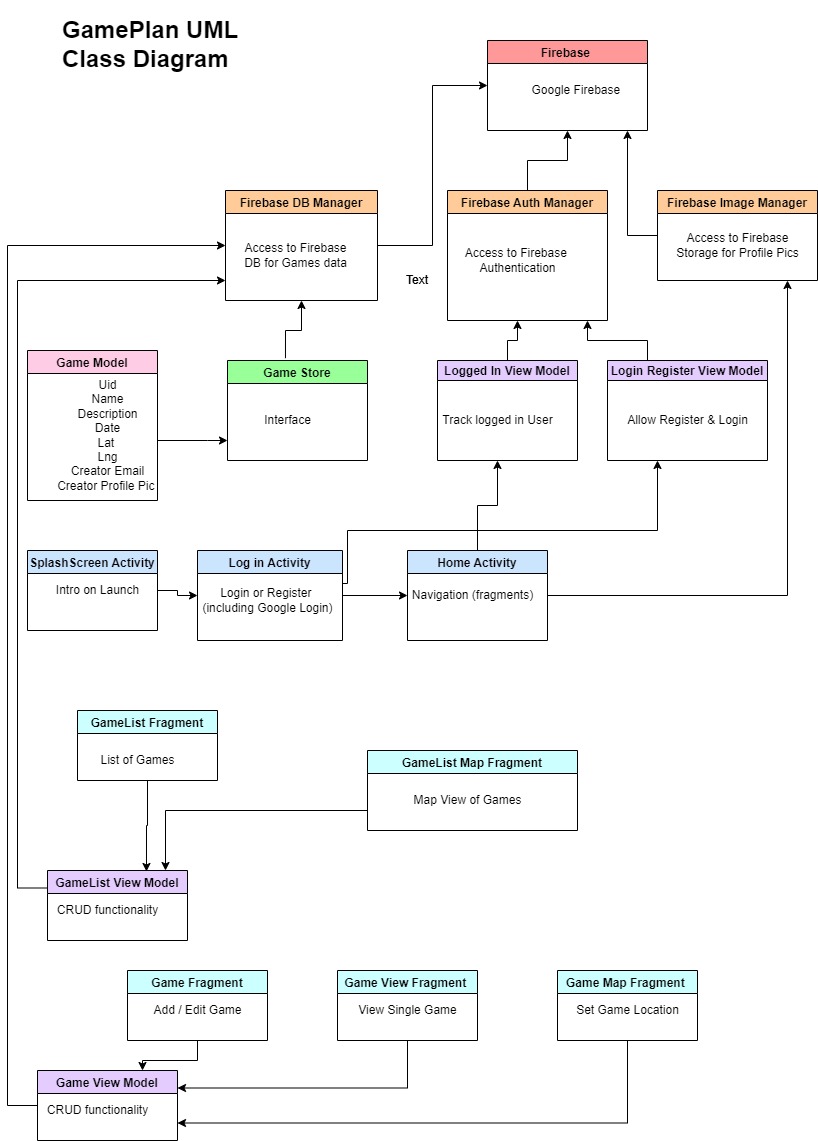 GamePlan UML
Class Diagram
Firebase
Google Firebase
Firebase DB Manager
Access to Firebase
DB for Games data
Text
Firebase Auth Manager
Access to Firebase
Authentication
Firebase Image Manager
Access to Firebase
Storage for Profile Pics
Game Model
Uid
Name
Description
Date
Lat
Lng
Creator Email
Creator Profile Pic
Game Store
Interface
Logged In View Model
Track logged in User
Login Register View Model
Allow Register & Login
SplashScreen Activity
Intro on Launch
Log in Activity
Login or Register
(including Google Login)
Home Activity
Navigation (fragments)
GameList Fragment
List of Games
GameList Map Fragment
Map View of Games
GameList View Model
CRUD functionality
Game Fragment
Add / Edit Game
Game View Fragment
View Single Game
Game Map Fragment
Set Game Location
Game View Model
CRUD functionality